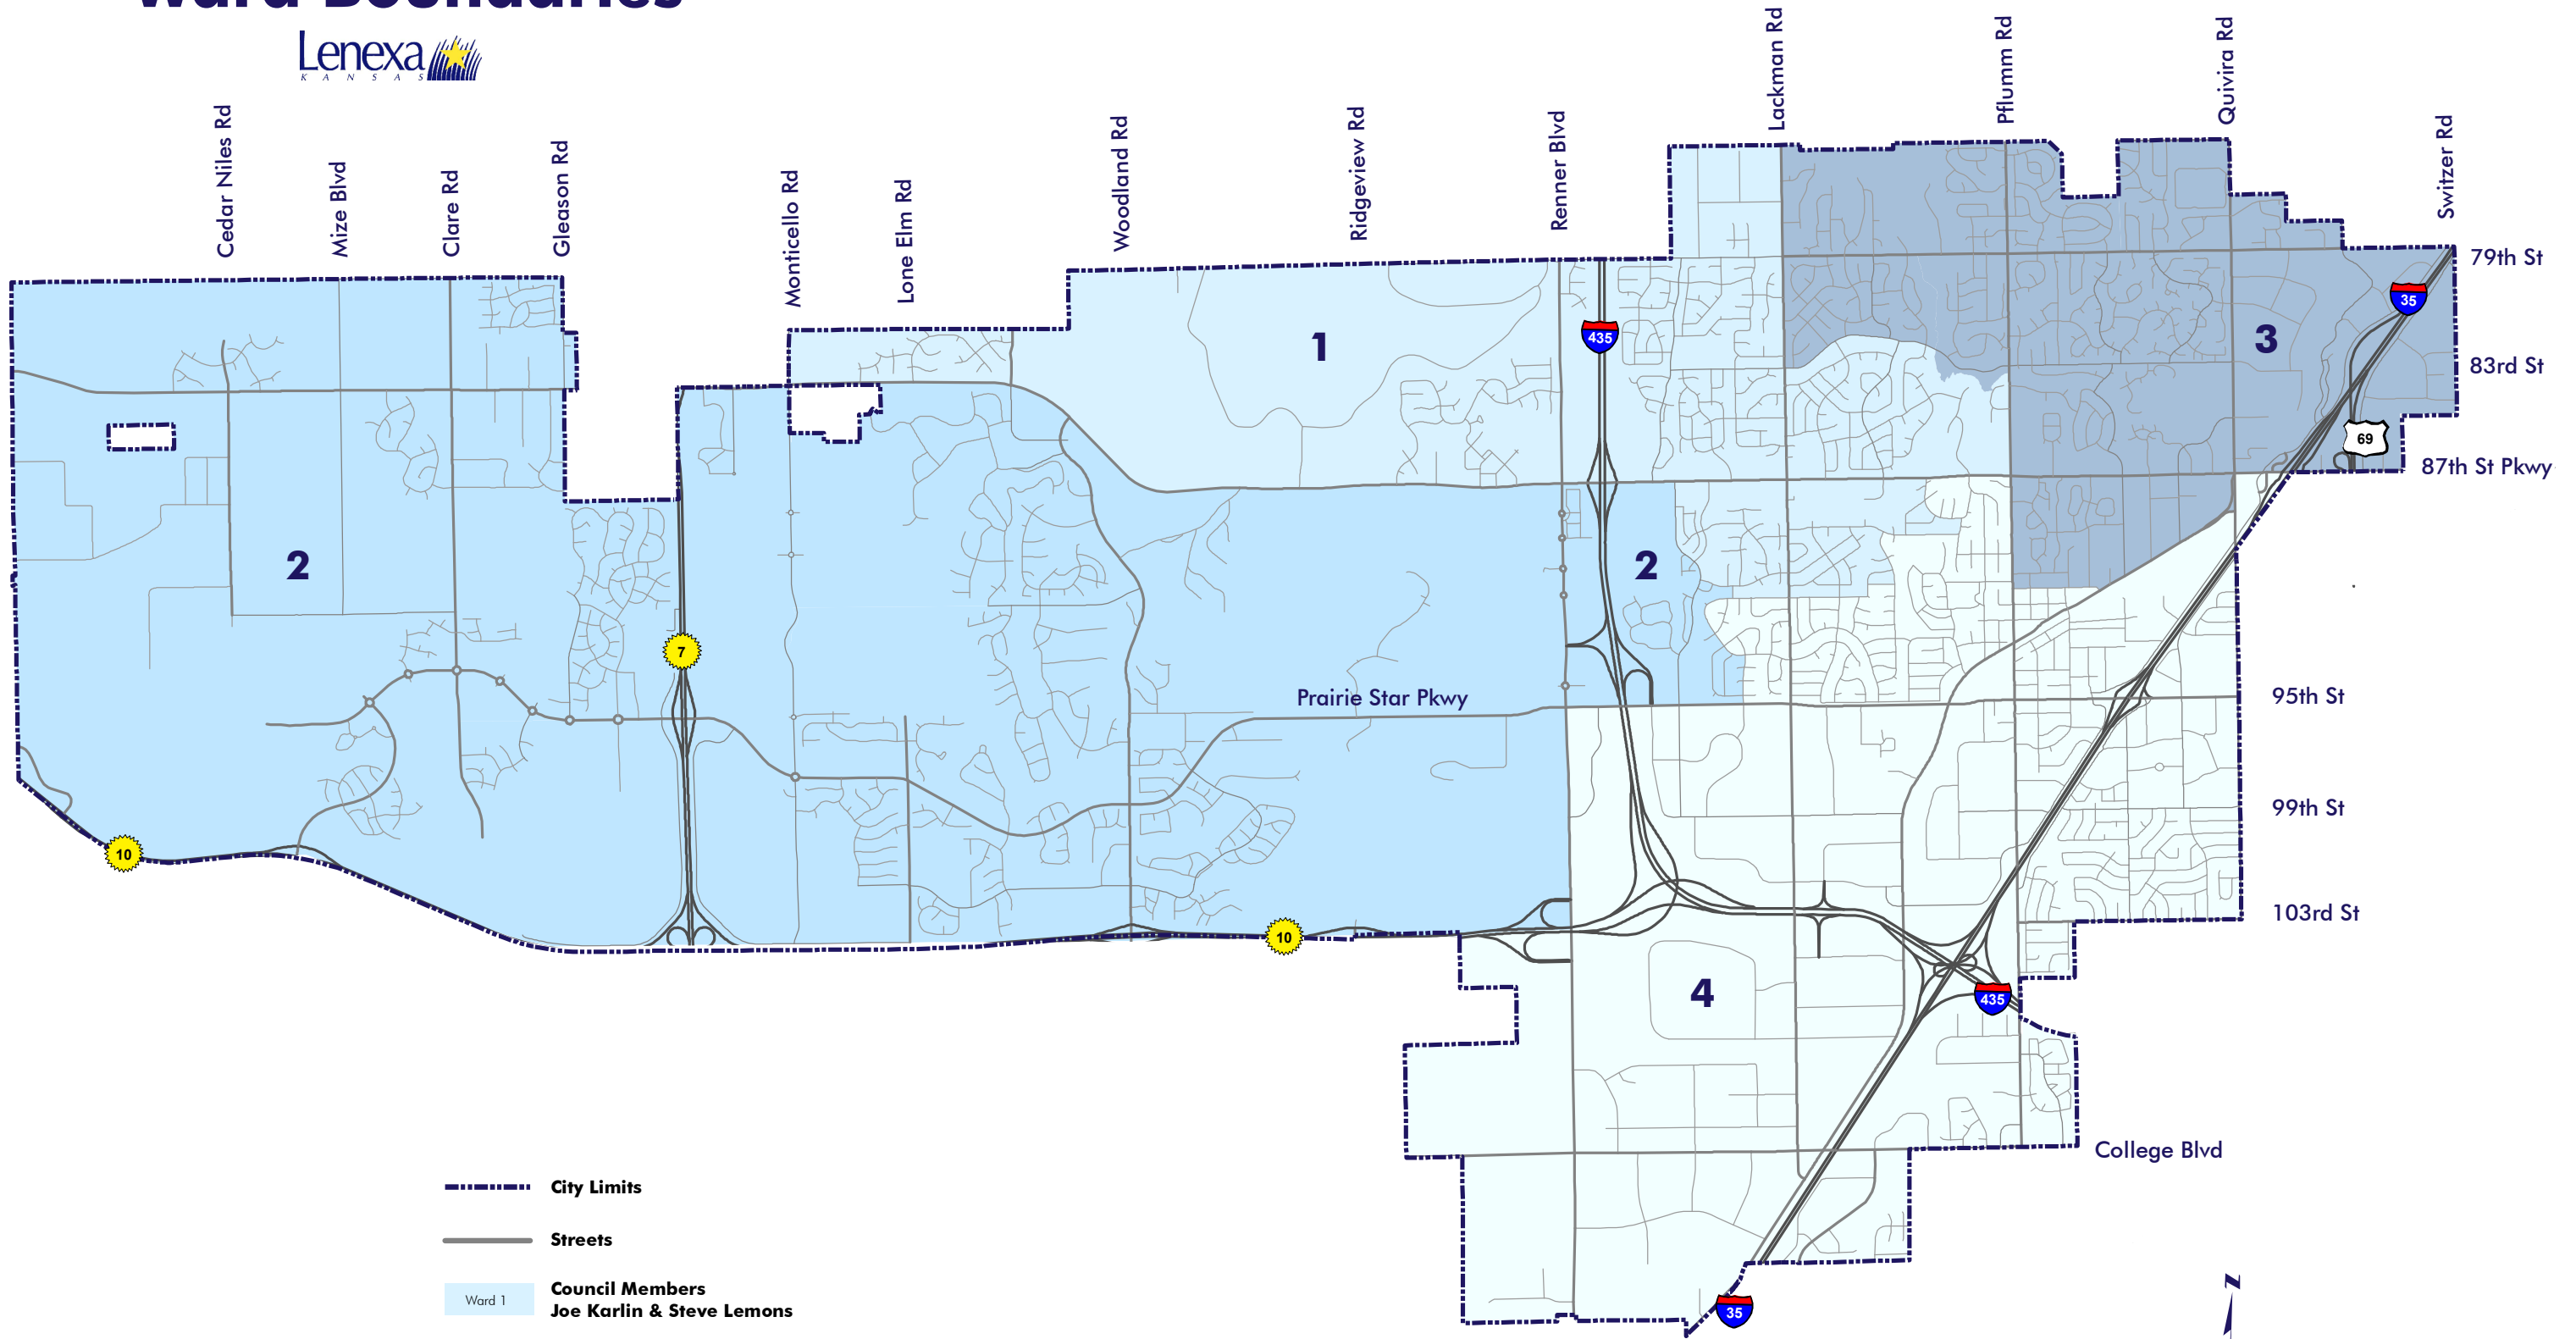 Ward Boundaries
Lenexa
KANSAS
Cedar Niles Rd
Mize Blvd
Clare Rd
Gleason Rd
Monticello Rd
Lone Elm Rd
Woodland Rd
Ridgeview Rd
Renner Blvd
Lackman Rd
Pflumm Rd
Quivira Rd
Switzer Rd
79th St
35
1
435
3
83rd St
69
87th St Pkwy
2
2
7
Prairie Star Pkwy
95th St
99th St
10
10
103rd St
4
435
College Blvd
City Limits
Streets
Ward 1
Council Members
Joe Karlin & Steve Lemons
35
N